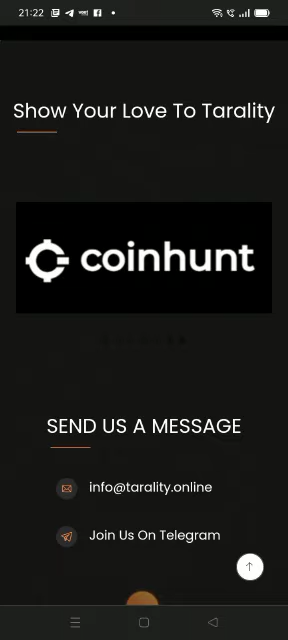 21:22
Show Your Love To Tarality
coinhunt
SEND US A MESSAGE
info@tarality.online
Join Us On Telegram